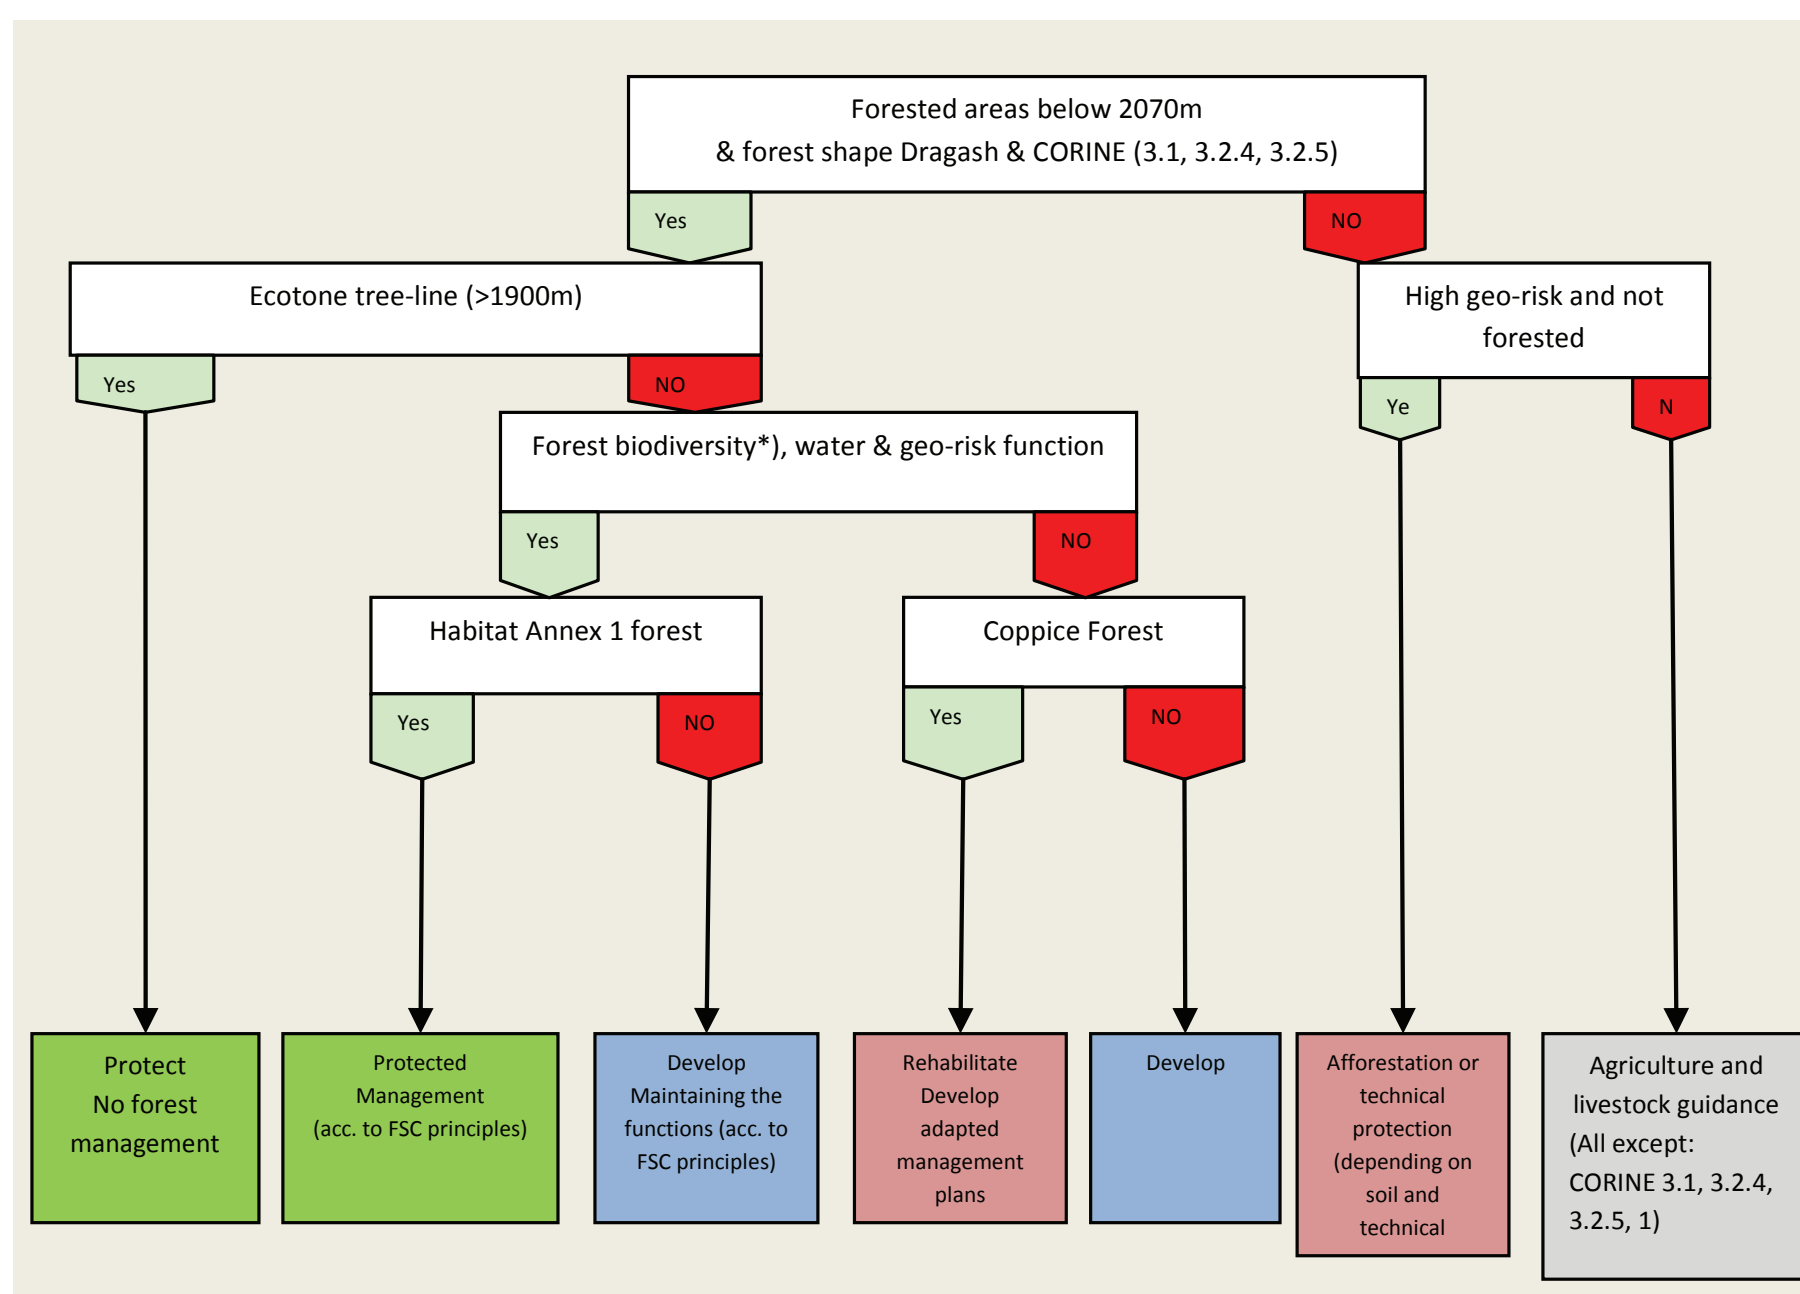 Forested areas below 2070m
& forest shape Dragash & CORINE (3.1, 3.2.4, 3.2.5)
Yes
NO
Ecotone tree-line (>1900m)
High geo-risk and not
forested
Yes
NO
Ye
N
Forest biodiversity*), water & geo-risk function
Yes
NO
Habitat Annex 1 forest
Coppice Forest
Yes
NO
Yes
NO
Protect
No forest
management
Protected
Management
(acc. to FSC principles)
Develop
Maintaining the
functions (acc. to
FSC principles)
Rehabilitate
Develop
adapted
management
plans
Develop
Afforestation or
technical
protection
(depending on
soil and
technical
Agriculture and
livestock guidance
(All except:
CORINE 3.1, 3.2.4,
3.2.5, 1)